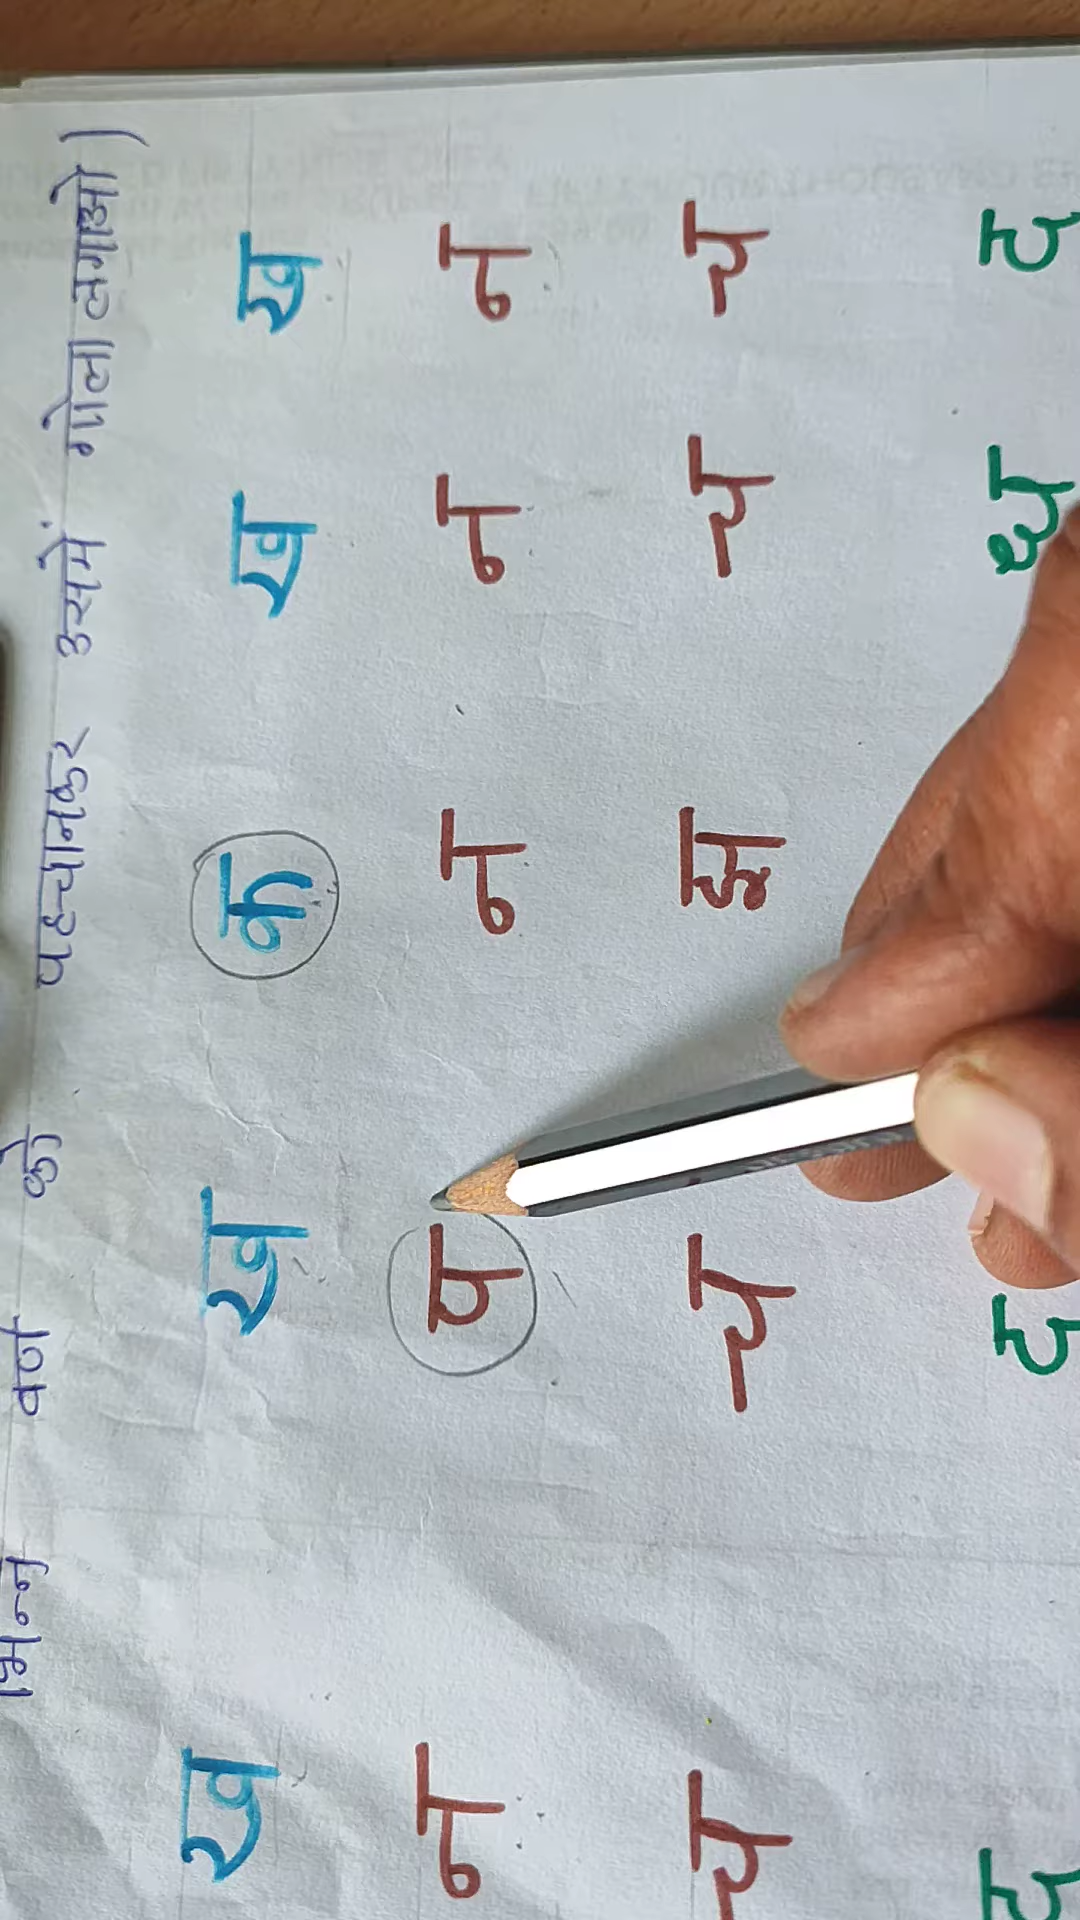 भिन्न वर्ण को पहचानकर उसमें गोला लगाओ )
ख ख क ख ख
न प न न न
च च झ च च
द द ध द